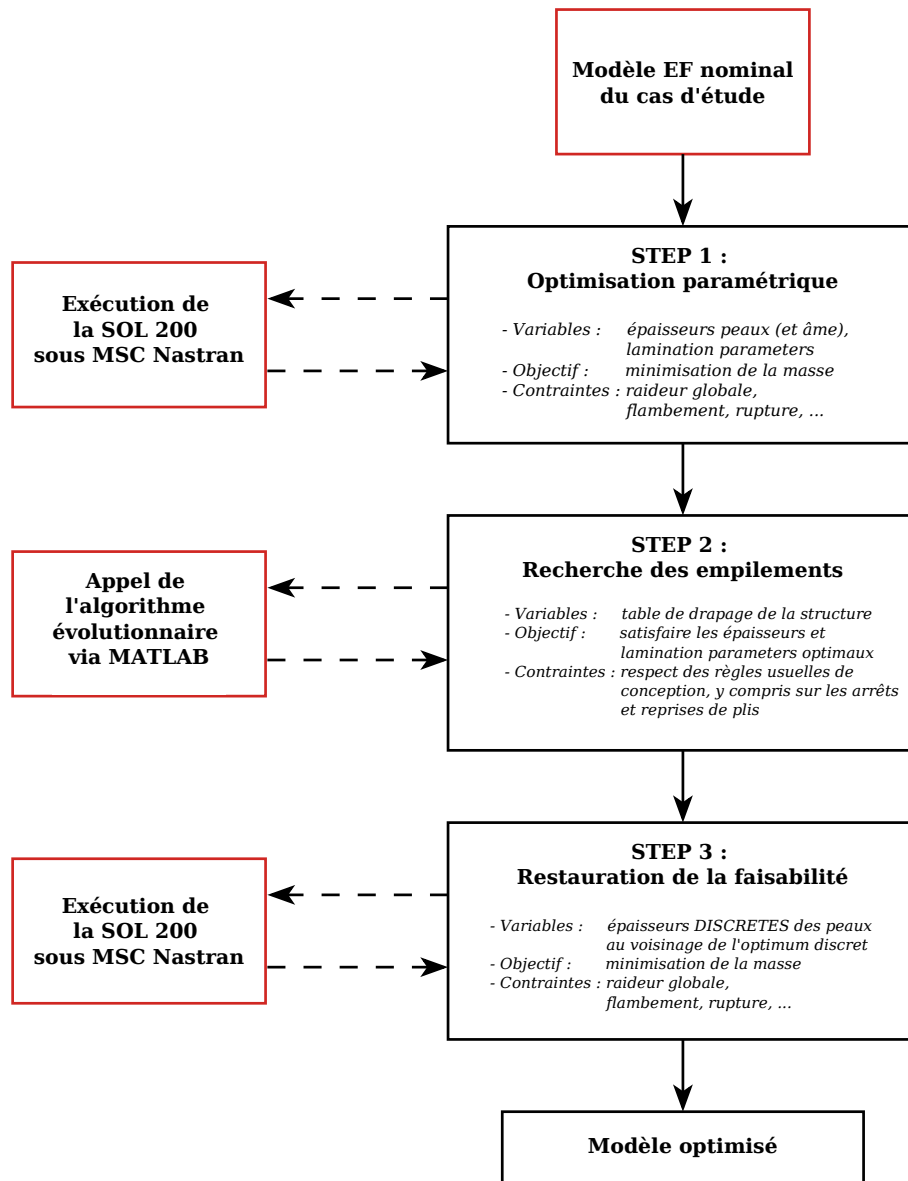 Modèle EF nominal
du cas d'étude
STEP 1 :
Optimisation paramétrique
- Variables : épaisseurs peaux (et âme),
lamination parameters
- Objectif : minimisation de la masse
- Contraintes : raideur globale,
flambement, rupture, ...
Exécution de
la SOL 200
sous MSC Nastran
STEP 2 :
Recherche des empilements
- Variables : table de drapage de la structure
- Objectif : satisfaire les épaisseurs et
lamination parameters optimaux
- Contraintes : respect des règles usuelles de
conception, y compris sur les arrêts
et reprises de plis
Appel de
l'algorithme
évolutionnaire
via MATLAB
STEP 3 :
Restauration de la faisabilité
- Variables : épaisseurs DISCRETES des peaux
au voisinage de l'optimum discret
- Objectif : minimisation de la masse
- Contraintes : raideur globale,
flambement, rupture, ...
Exécution de
la SOL 200
sous MSC Nastran
Modèle optimisé